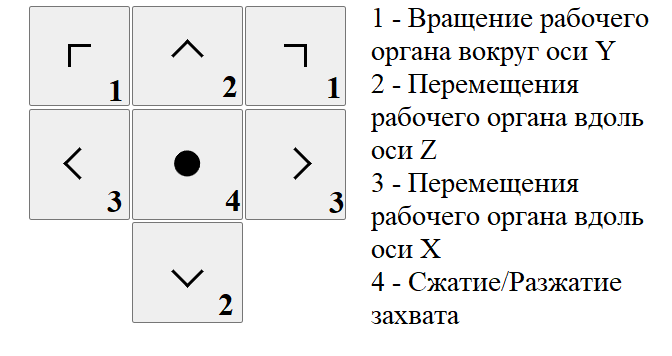 1
2
1
3
4
3
2
1 - Вращение рабочего
органа вокруг оси Y
2 - Перемещения
рабочего органа вдоль
оси Z
3 - Перемещения
рабочего органа вдоль
оси X
4 - Сжатие/Разжатие
захвата